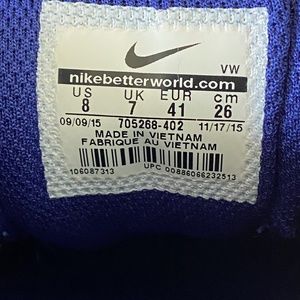 VW
nikebetterworld.com
US UK EUR cm
8 7 41 26
09/09/15 705268-402 11/17/15
MADE IN VIETNAM
FABRIQUE AU VIETNAM
106087313 UPC 00886066232513